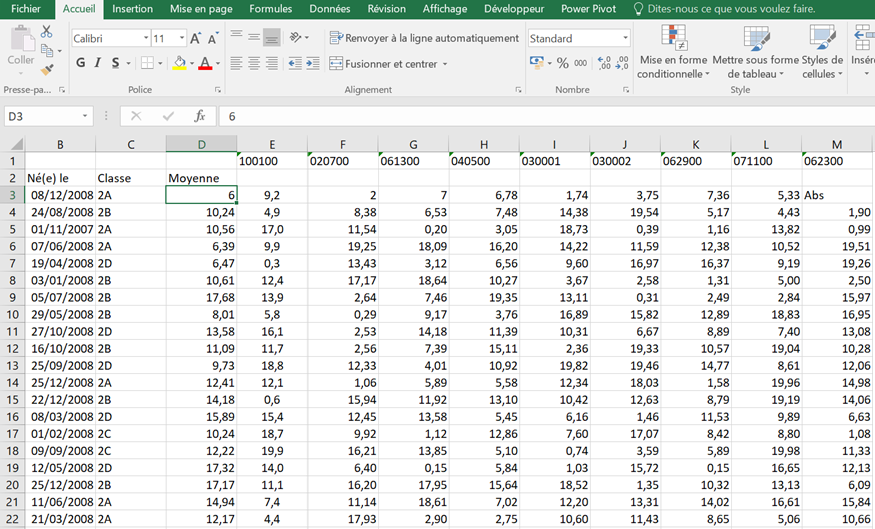 Fichier Accueil Insertion Mise en page Formules Données Révision Affichage Développeur Power Pivot Dites-nous ce que vous voulez faire.
Coller
Calibri 11 A A
G I S A
Renvoyer à la ligne automatiquement
Fusionner et centrer
Standard
% 000 ,00 ,00
Mise en forme conditionnelle
Mettre sous forme de tableau
Styles de cellules
Insére
Presse-pa... Police Alignement Nombre Style
D3 fx 6
B C D E F G H I J K L M
1 100100 020700 061300 040500 030001 030002 062900 071100 062300
2 Né(e) le Classe Moyenne
3 08/12/2008 2A 6 9,2 2 7 6,78 1,74 3,75 7,36 5,33 Abs
4 24/08/2008 2B 10,24 4,9 8,38 6,53 7,48 14,38 19,54 5,17 4,43 1,90
5 01/11/2007 2A 10,56 17,0 11,54 0,20 3,05 18,73 0,39 1,16 13,82 0,99
6 07/06/2008 2A 6,39 9,9 19,25 18,09 16,20 14,22 11,59 12,38 10,52 19,51
7 19/04/2008 2D 6,47 0,3 13,43 3,12 6,56 9,60 16,97 16,37 9,19 19,26
8 03/01/2008 2B 10,61 12,4 17,17 18,64 10,27 3,67 2,58 1,31 5,00 2,50
9 05/07/2008 2B 17,68 13,9 2,64 7,46 19,35 13,11 0,31 2,49 2,84 15,97
10 29/05/2008 2B 8,01 5,8 0,29 9,17 3,76 16,89 15,82 12,89 18,83 16,95
11 27/10/2008 2D 13,58 16,1 2,53 14,18 11,39 10,31 6,67 8,89 7,40 13,08
12 16/10/2008 2B 11,09 11,7 2,56 7,39 15,11 2,36 19,33 10,57 19,04 10,28
13 25/09/2008 2D 9,73 18,8 12,33 4,01 10,92 19,82 19,46 14,77 8,61 12,06
14 25/12/2008 2A 12,41 12,1 1,06 5,89 5,58 12,34 18,03 1,58 19,96 14,98
15 22/12/2008 2B 14,18 0,6 15,94 11,92 13,10 10,42 12,63 8,79 19,19 14,06
16 08/03/2008 2D 15,89 15,4 12,45 13,58 5,45 6,16 1,46 11,53 9,89 6,63
17 01/02/2008 2C 10,24 18,7 9,92 1,12 12,86 7,60 17,07 8,42 8,80 1,08
18 09/09/2008 2C 12,22 19,9 16,21 13,85 5,10 0,74 3,59 5,89 19,98 11,33
19 12/05/2008 2D 17,32 14,0 6,40 0,15 5,84 1,03 15,72 0,15 16,65 12,13
20 25/12/2008 2B 17,17 11,1 16,20 17,95 15,64 18,52 1,35 10,32 13,13 6,09
21 11/06/2008 2A 14,94 7,4 11,14 18,61 7,02 12,20 13,31 14,02 16,61 15,84
22 21/03/2008 2A 12,17 4,4 17,93 2,90 2,75 10,60 11,43 8,65 5,05 10,66